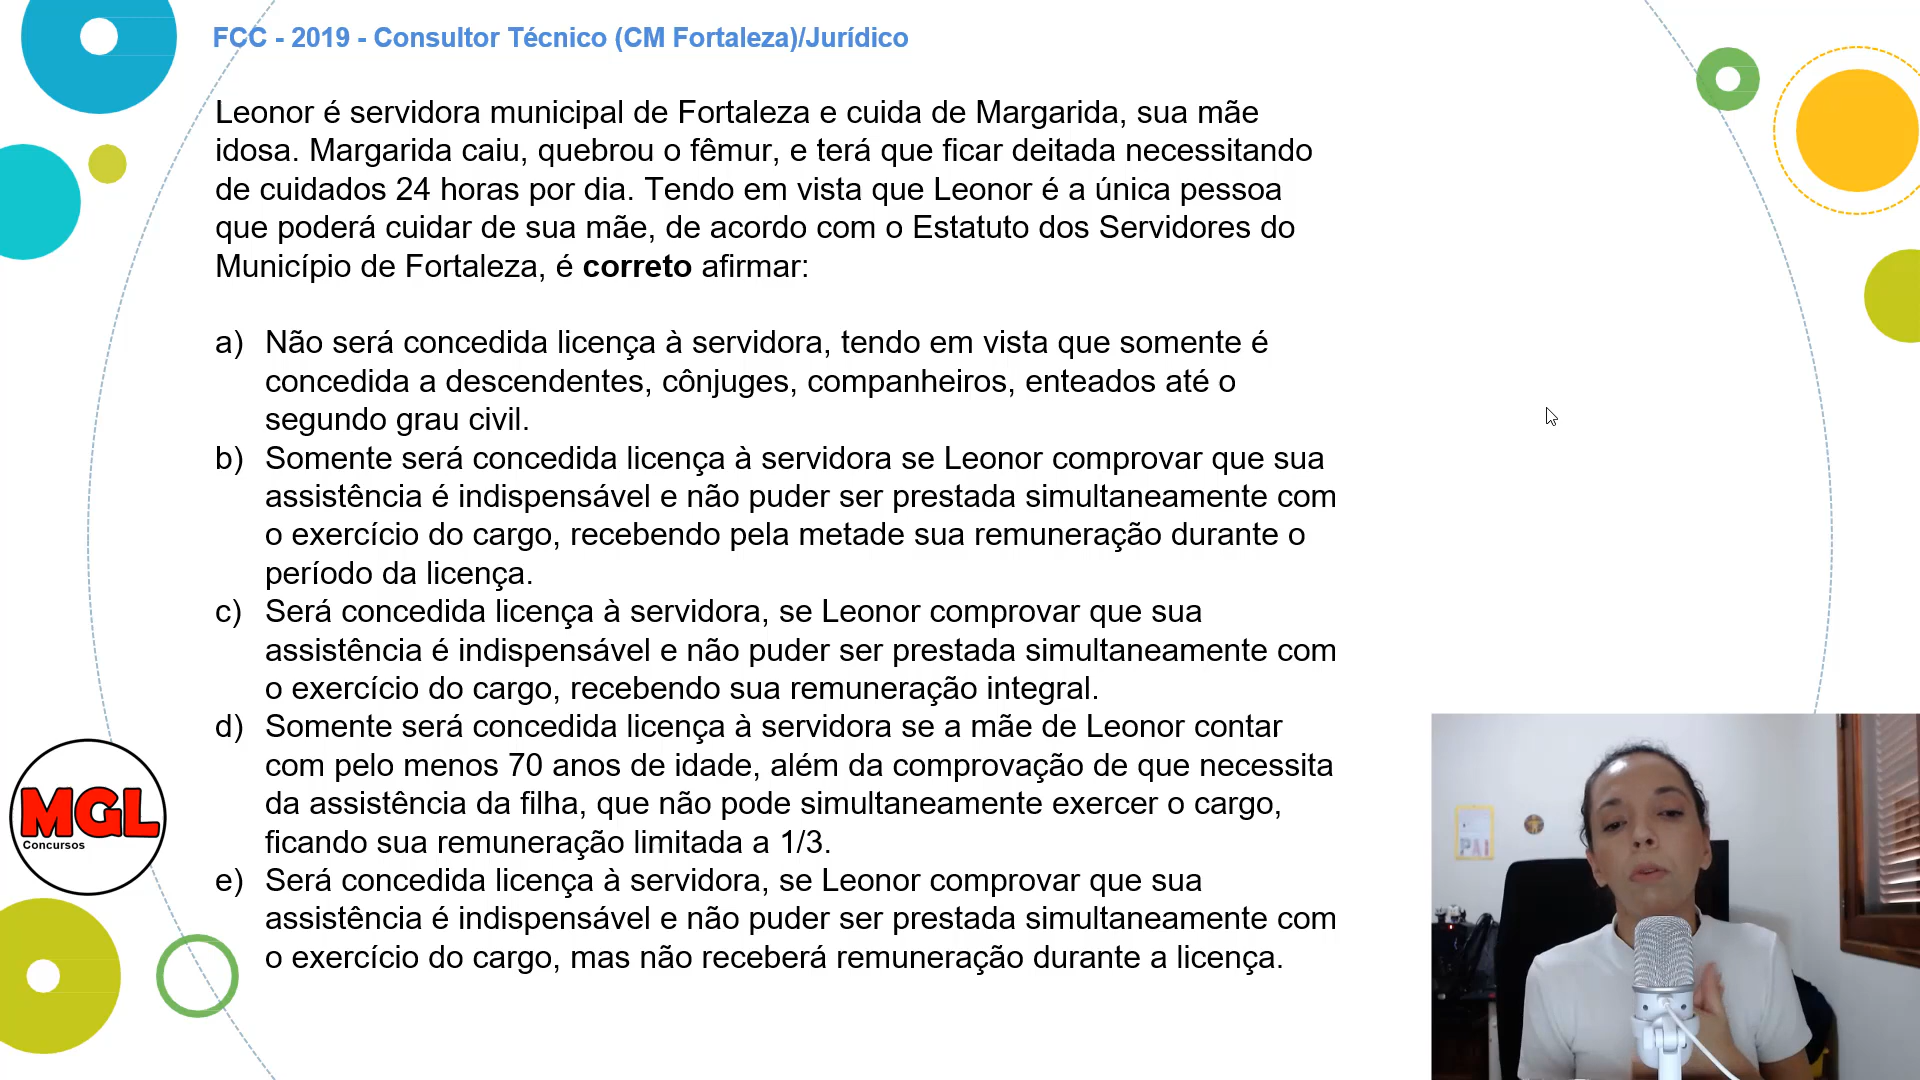 FCC - 2019 - Consultor Técnico (CM Fortaleza)/Jurídico
Leonor é servidora municipal de Fortaleza e cuida de Margarida, sua mãe
idosa. Margarida caiu, quebrou o fêmur, e terá que ficar deitada necessitando
de cuidados 24 horas por dia. Tendo em vista que Leonor é a única pessoa
que poderá cuidar de sua mãe, de acordo com o Estatuto dos Servidores do
Município de Fortaleza, é correto afirmar:
a) Não será concedida licença à servidora, tendo em vista que somente é
concedida a descendentes, cônjuges, companheiros, enteados até o
segundo grau civil.
b) Somente será concedida licença à servidora se Leonor comprovar que sua
assistência é indispensável e não puder ser prestada simultaneamente com
o exercício do cargo, recebendo pela metade sua remuneração durante o
período da licença.
c) Será concedida licença à servidora, se Leonor comprovar que sua
assistência é indispensável e não puder ser prestada simultaneamente com
o exercício do cargo, recebendo sua remuneração integral.
d) Somente será concedida licença à servidora se a mãe de Leonor contar
com pelo menos 70 anos de idade, além da comprovação de que necessita
da assistência da filha, que não pode simultaneamente exercer o cargo,
ficando sua remuneração limitada a 1/3.
e) Será concedida licença à servidora, se Leonor comprovar que sua
assistência é indispensável e não puder ser prestada simultaneamente com
o exercício do cargo, mas não receberá remuneração durante a licença.
MGL
Concursos
PAI